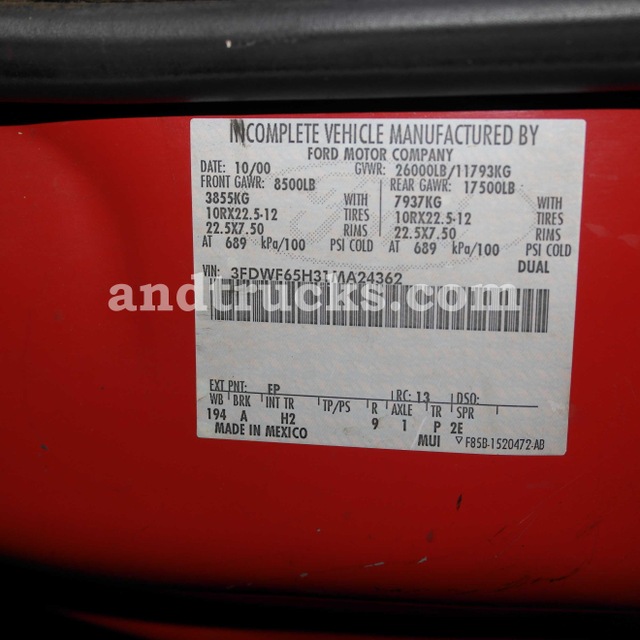 INCOMPLETE VEHICLE MANUFACTURED BY
FORD MOTOR COMPANY
DATE: 10/00 GVWR: 26000LB/11793KG
FRONT GAWR: 8500LB REAR GAWR: 17500LB
3855KG WITH 7937KG WITH
10RX22.5-12 TIRES 10RX22.5-12 TIRES
22.5X7.50 RIMS 22.5X7.50 RIMS
AT 689 kPa/100 PSI COLD AT 689 kPa/100 PSI COLD
DUAL
VIN: 3FDWF65H31MA24362
andtrucks.com
EXT PNT: EP RC: 13 DSO:
WB BRK INT TR TP/PS R AXLE TR SPR
194 A H2 9 1 P 2E
MADE IN MEXICO MUI F85B-1520472-AB